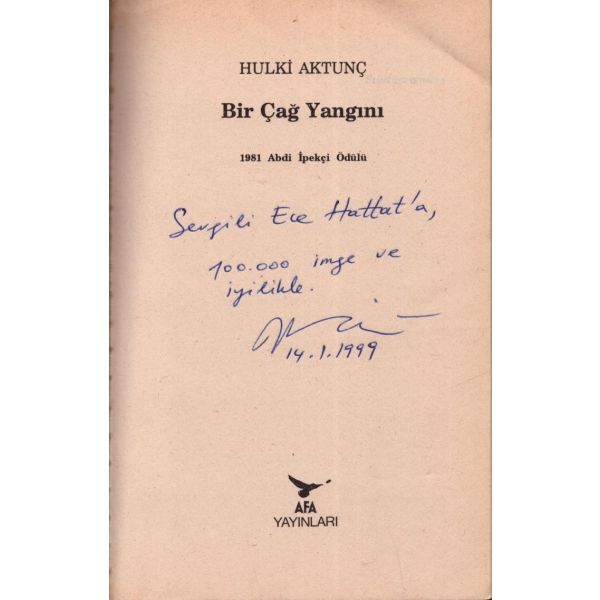 HULKİ AKTUNÇ
Bir Çağ Yangını
1981 Abdi İpekçi Ödülü
Sevgili Ece Hattat'a,
100.000 imge ve
iyilikle.
14.1.1999
AFA
YAYINLARI